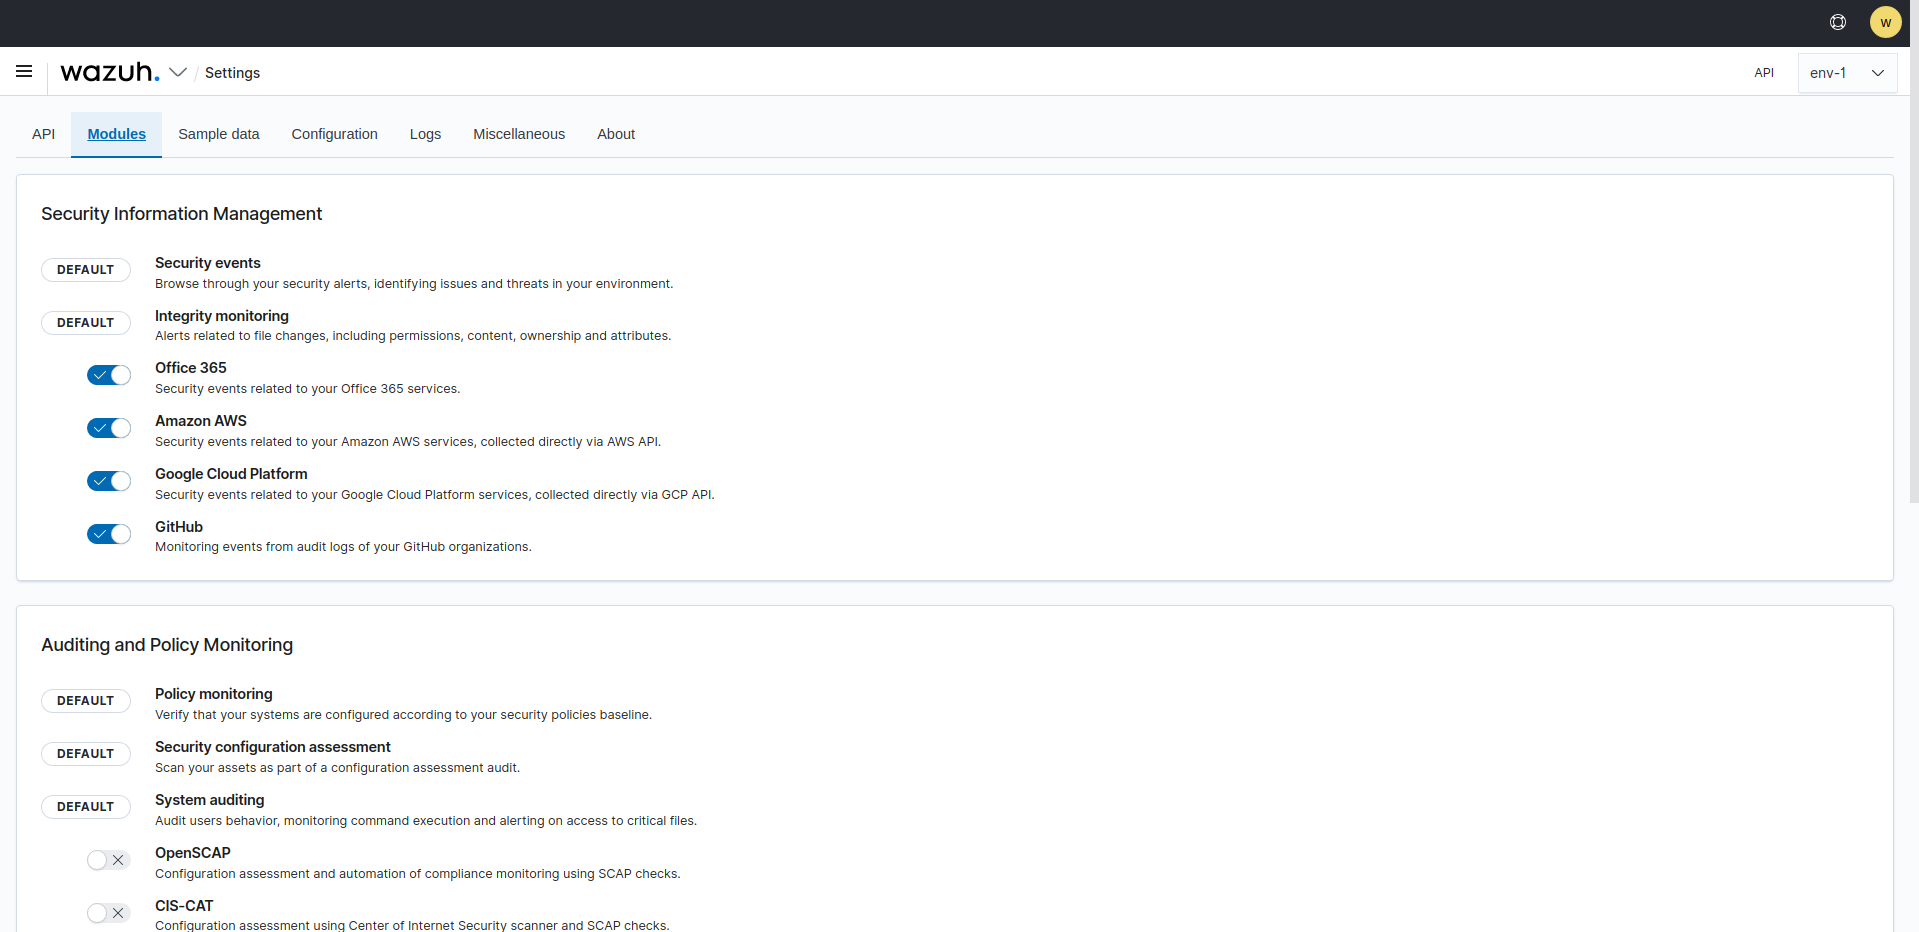 w
wazuh. / Settings
API env-1
API Modules Sample data Configuration Logs Miscellaneous About
Security Information Management
DEFAULT Security events
Browse through your security alerts, identifying issues and threats in your environment.
DEFAULT Integrity monitoring
Alerts related to file changes, including permissions, content, ownership and attributes.
Office 365
Security events related to your Office 365 services.
Amazon AWS
Security events related to your Amazon AWS services, collected directly via AWS API.
Google Cloud Platform
Security events related to your Google Cloud Platform services, collected directly via GCP API.
GitHub
Monitoring events from audit logs of your GitHub organizations.
Auditing and Policy Monitoring
DEFAULT Policy monitoring
Verify that your systems are configured according to your security policies baseline.
DEFAULT Security configuration assessment
Scan your assets as part of a configuration assessment audit.
DEFAULT System auditing
Audit users behavior, monitoring command execution and alerting on access to critical files.
OpenSCAP
Configuration assessment and automation of compliance monitoring using SCAP checks.
CIS-CAT
Configuration assessment using Center of Internet Security scanner and SCAP checks.